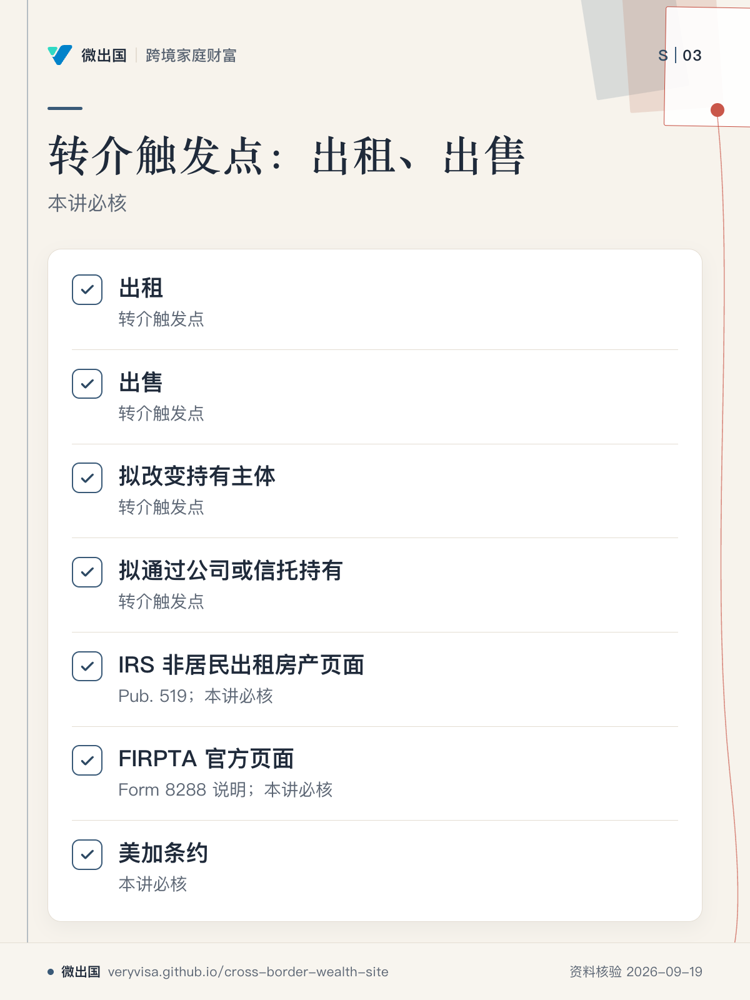 微出国 跨境家庭财富
S 03
转介触发点：出租、出售
本讲必核
出租
转介触发点
出售
转介触发点
拟改变持有主体
转介触发点
拟通过公司或信托持有
转介触发点
IRS 非居民出租房产页面
Pub. 519；本讲必核
FIRPTA 官方页面
Form 8288 说明；本讲必核
美加条约
本讲必核
微出国 veryvisa.github.io/cross-border-wealth-site
资料核验 2026-09-19